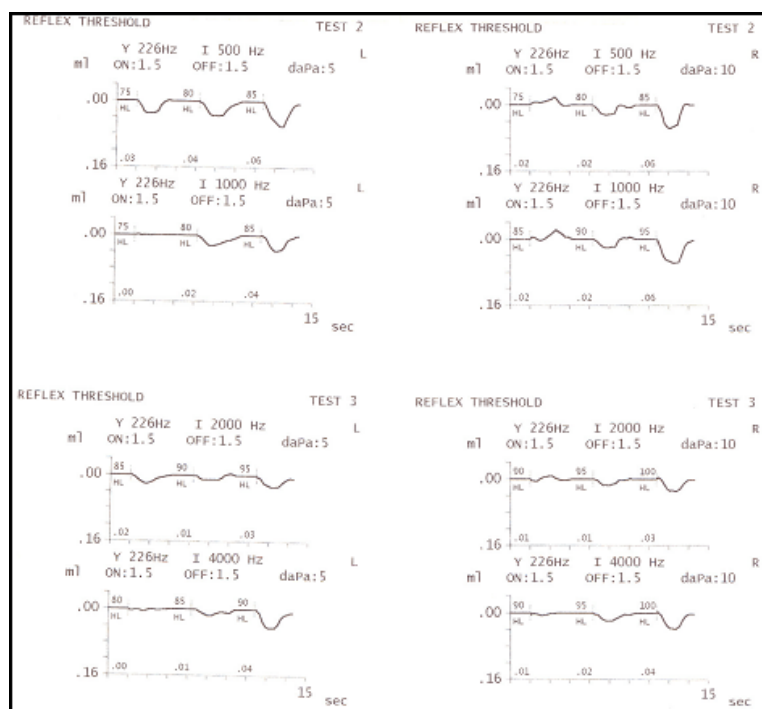 REFLEX THRESHOLD TEST 2
Y 226Hz I 500 Hz L
ml ON:1.5 OFF:1.5 daPa:5
75 80 85
.00 HL HL HL
.16 .03 .04 .06
Y 226Hz I 1000 Hz L
ml ON:1.5 OFF:1.5 daPa:5
75 80 85
.00 HL HL HL
.16 .00 .02 .04
15
sec
REFLEX THRESHOLD TEST 2
Y 226Hz I 500 Hz R
ml ON:1.5 OFF:1.5 daPa:10
75 80 85
.00 HL HL HL
.16 .02 .02 .06
Y 226Hz I 1000 Hz R
ml ON:1.5 OFF:1.5 daPa:10
85 90 95
.00 HL HL HL
.16 .02 .02 .06
15
sec
REFLEX THRESHOLD TEST 3
Y 226Hz I 2000 Hz L
ml ON:1.5 OFF:1.5 daPa:5
85 90 95
.00 HL HL HL
.16 .02 .01 .03
Y 226Hz I 4000 Hz L
ml ON:1.5 OFF:1.5 daPa:5
80 85 90
.00 HL HL HL
.16 .00 .01 .04
15
sec
REFLEX THRESHOLD TEST 3
Y 226Hz I 2000 Hz R
ml ON:1.5 OFF:1.5 daPa:10
90 95 100
.00 HL HL HL
.16 .01 .01 .03
Y 226Hz I 4000 Hz R
ml ON:1.5 OFF:1.5 daPa:10
90 95 100
.00 HL HL HL
.16 .01 .02 .04
15
sec